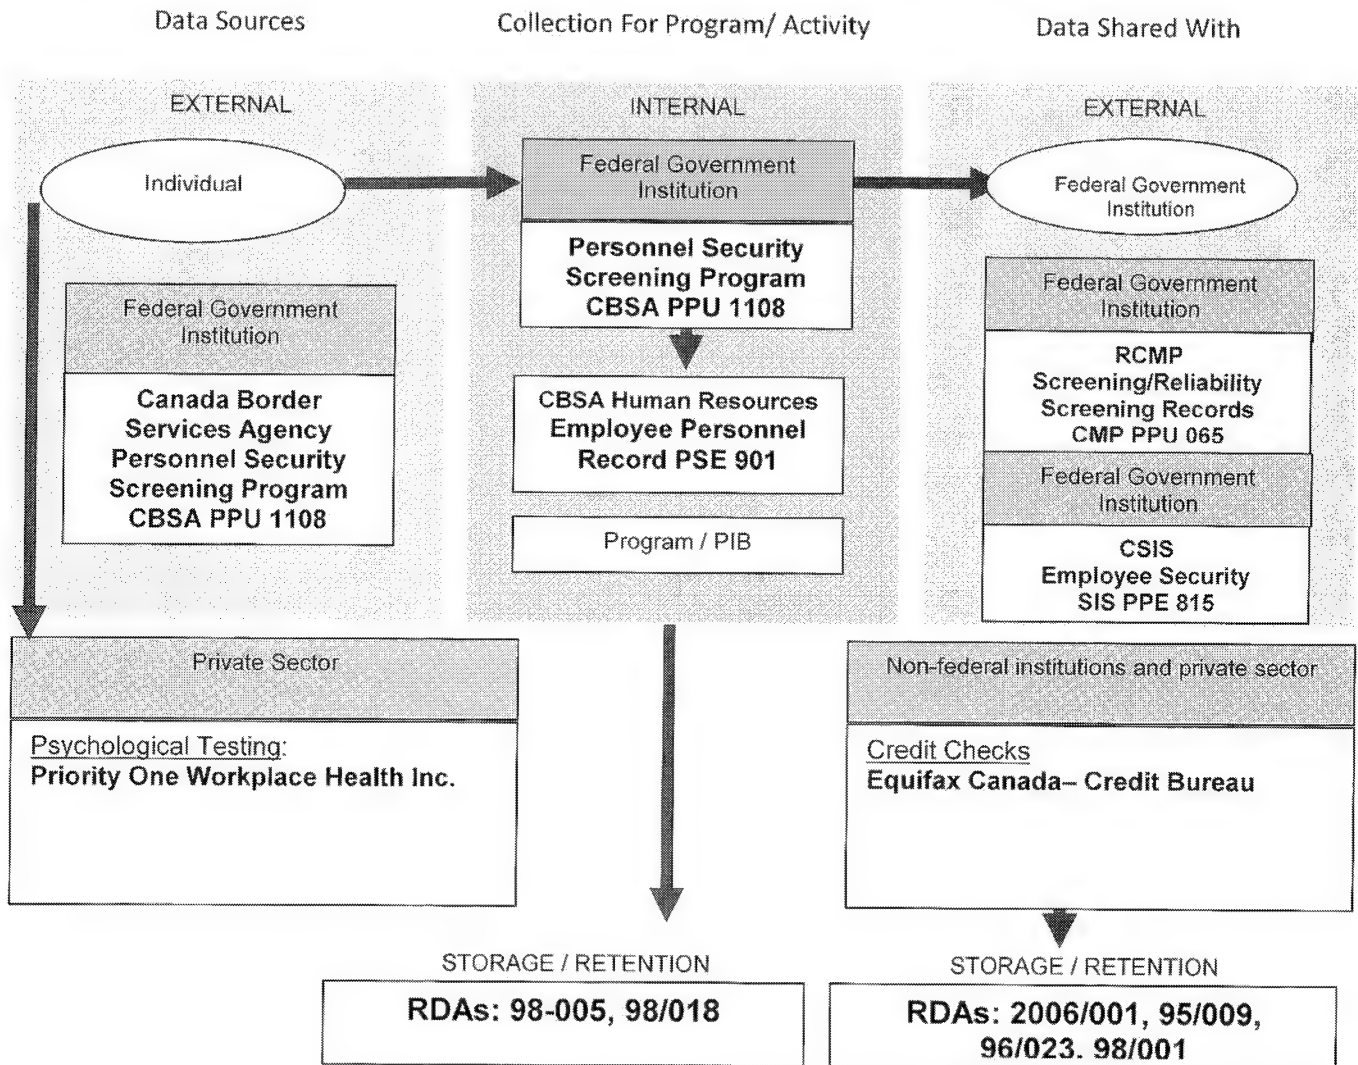 Data Sources
Collection For Program/ Activity
Data Shared With
EXTERNAL
Individual
Federal Government
Institution
Canada Border
Services Agency
Personnel Security
Screening Program
CBSA PPU 1108
Private Sector
Psychological Testing:
Priority One Workplace Health Inc.
INTERNAL
Federal Government
Institution
Personnel Security
Screening Program
CBSA PPU 1108
CBSA Human Resources
Employee Personnel
Record PSE 901
Program / PIB
STORAGE / RETENTION
RDAs: 98-005, 98/018
EXTERNAL
Federal Government
Institution
Federal Government
Institution
RCMP
Screening/Reliability
Screening Records
CMP PPU 065
Federal Government
Institution
CSIS
Employee Security
SIS PPE 815
Non-federal institutions and private sector
Credit Checks
Equifax Canada– Credit Bureau
STORAGE / RETENTION
RDAs: 2006/001, 95/009,
96/023. 98/001